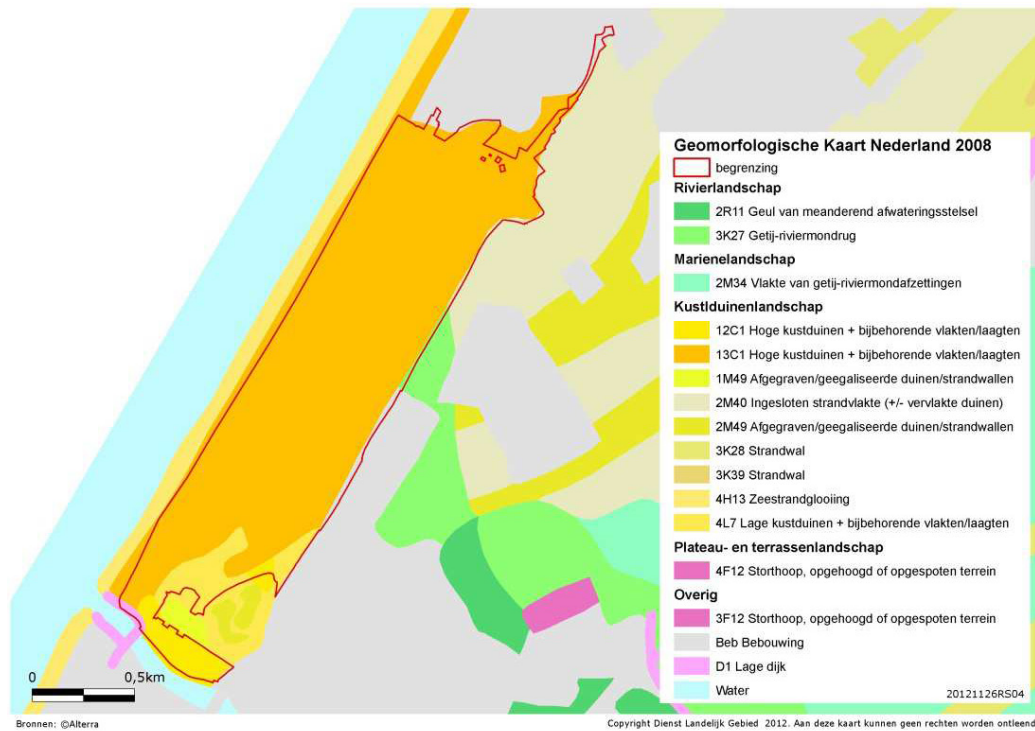 Geomorfologische Kaart Nederland 2008
begrenzing
Rivierlandschap
2R11 Geul van meanderend afwateringsstelsel
3K27 Getij-riviermondrug
Marienelandschap
2M34 Vlakte van getij-riviermondafzettingen
Kustlduinenlandschap
12C1 Hoge kustduinen + bijbehorende vlakten/laagten
13C1 Hoge kustduinen + bijbehorende vlakten/laagten
1M49 Afgegraven/geegaliseerde duinen/strandwallen
2M40 Ingesloten strandvlakte (+/- vervlakte duinen)
2M49 Afgegraven/geegaliseerde duinen/strandwallen
3K28 Strandwal
3K39 Strandwal
4H13 Zeestrandglooiing
4L7 Lage kustduinen + bijbehorende vlakten/laagten
Plateau- en terrassenlandschap
4F12 Storthoop, opgehoogd of opgespoten terrein
Overig
3F12 Storthoop, opgehoogd of opgespoten terrein
Beb Bebouwing
D1 Lage dijk
Water
20121126RS04
0 0,5km
Bronnen: ©Alterra
Copyright Dienst Landelijk Gebied 2012. Aan deze kaart kunnen geen rechten worden ontleend